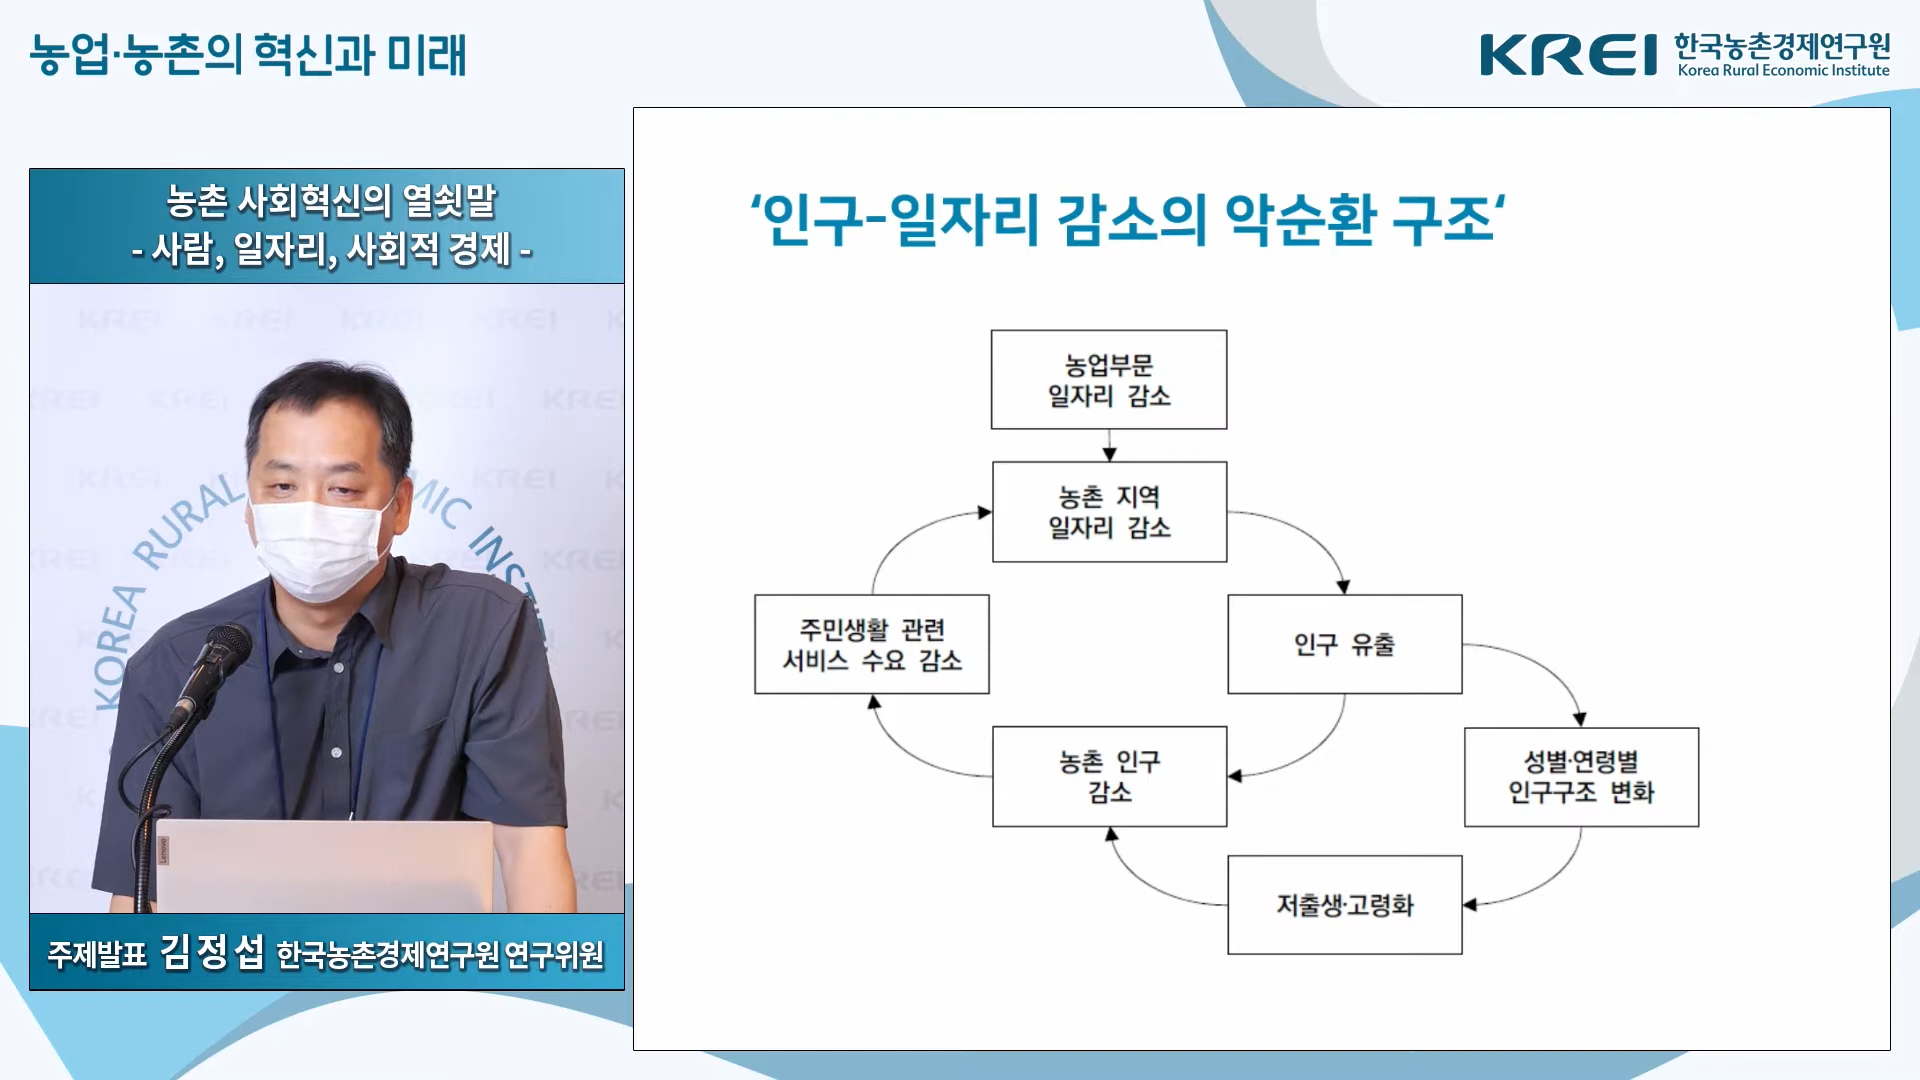 농업·농촌의 혁신과 미래
KREI 한국농촌경제연구원
Korea Rural Economic Institute
농촌 사회혁신의 열쇳말
- 사람, 일자리, 사회적 경제 -
KOREA RURAL
MIC INSTIT
Lenovo
주제발표 김정섭 한국농촌경제연구원 연구위원
‘인구-일자리 감소의 악순환 구조‘
농업부문
일자리 감소
농촌 지역
일자리 감소
주민생활 관련
서비스 수요 감소
인구 유출
농촌 인구
감소
성별·연령별
인구구조 변화
저출생·고령화